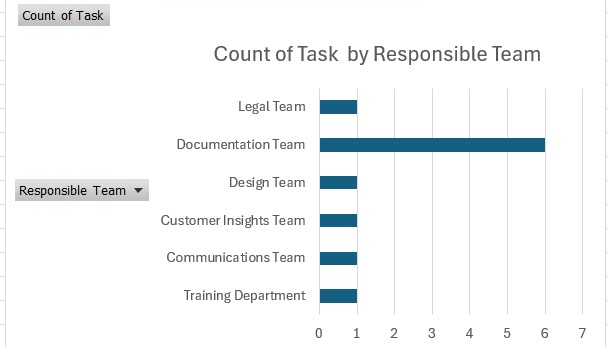 Count of Task
Count of Task by Responsible Team
Legal Team
Documentation Team
Design Team
Responsible Team
Customer Insights Team
Communications Team
Training Department
0 1 2 3 4 5 6 7